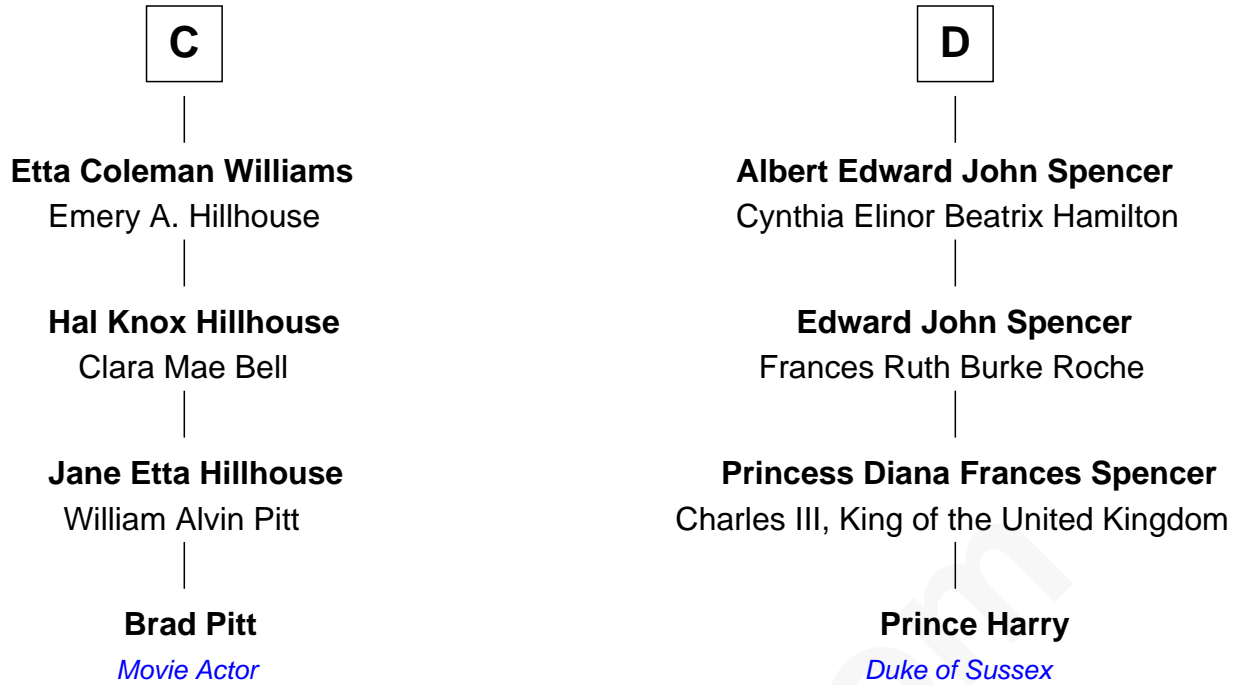 C
Etta Coleman Williams
Emery A. Hillhouse
Hal Knox Hillhouse
Clara Mae Bell
Jane Etta Hillhouse
William Alvin Pitt
Brad Pitt
Movie Actor
D
Albert Edward John Spencer
Cynthia Elinor Beatrix Hamilton
Edward John Spencer
Frances Ruth Burke Roche
Princess Diana Frances Spencer
Charles III, King of the United Kingdom
Prince Harry
Duke of Sussex